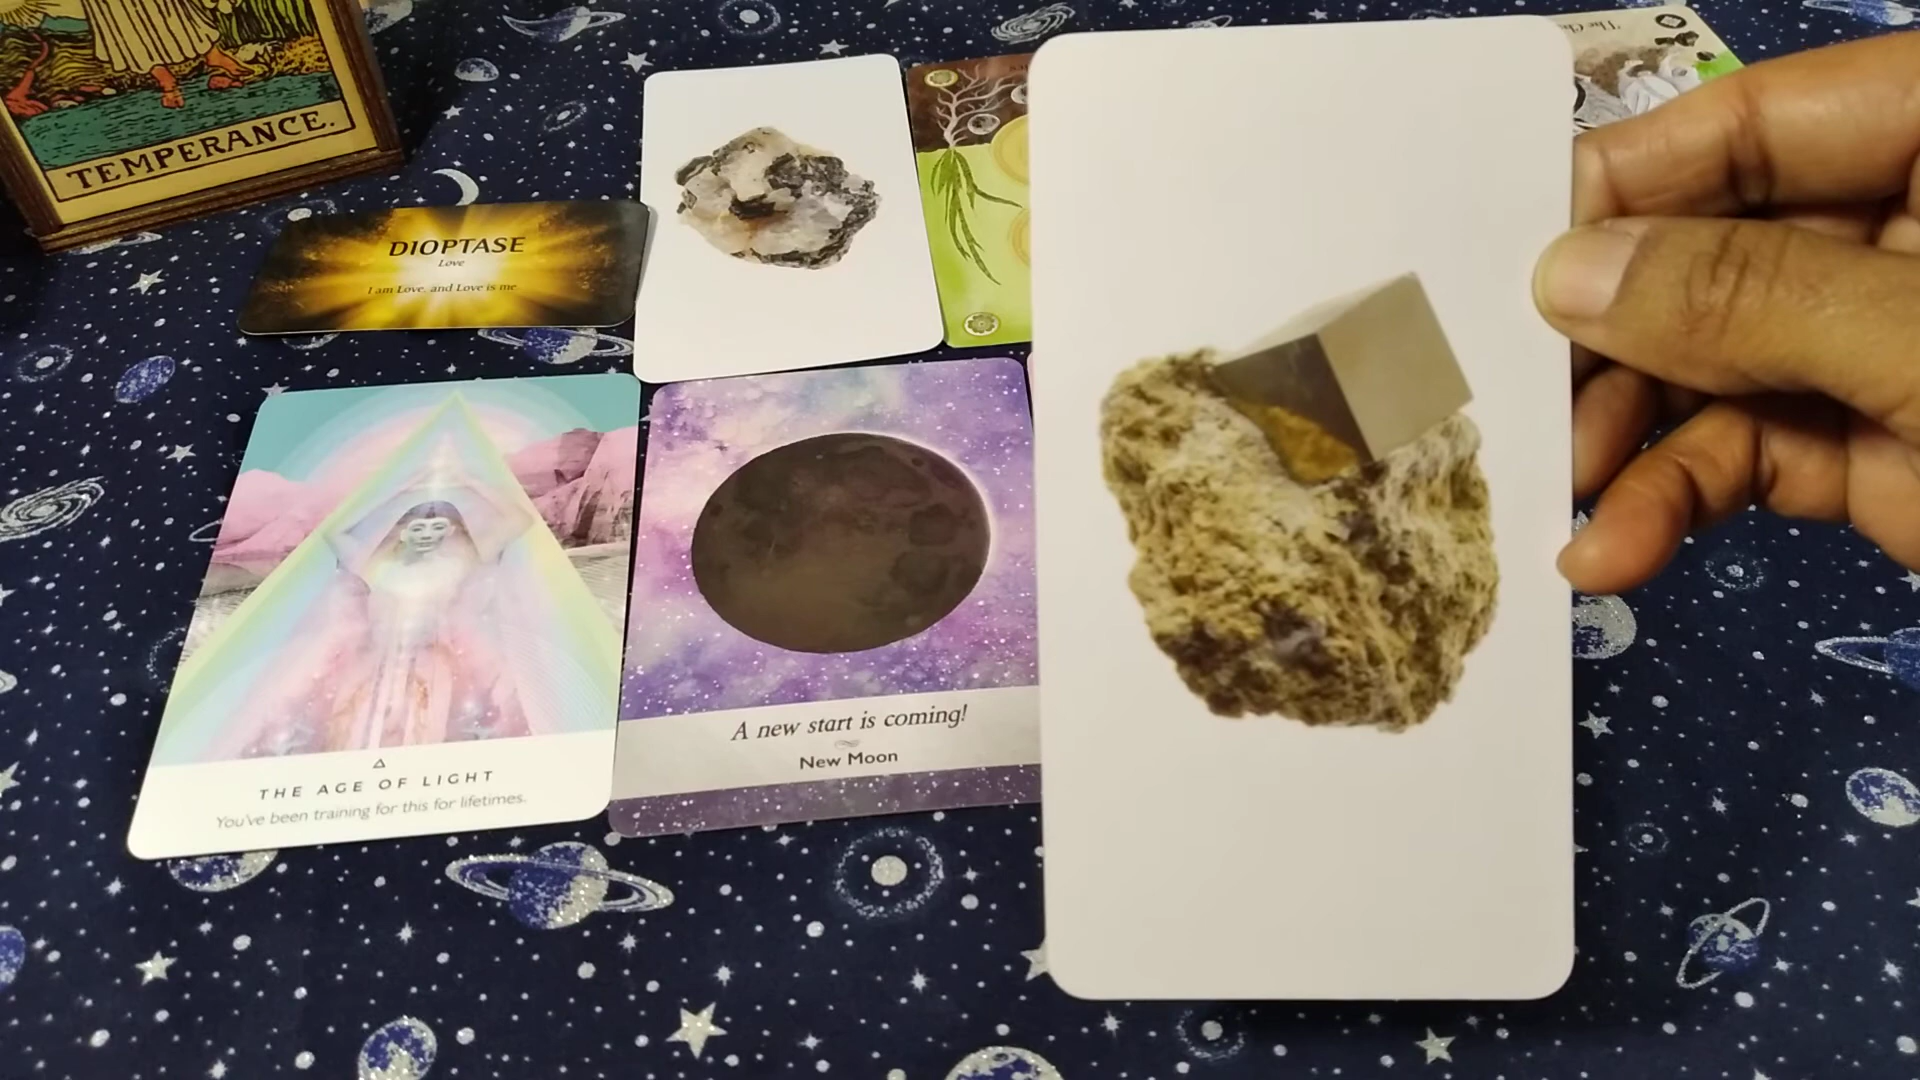 TEMPERANCE.
DIOPTASE
Love
I am Love, and Love is me
THE AGE OF LIGHT
You've been training for this for lifetimes.
A new start is coming!
New Moon